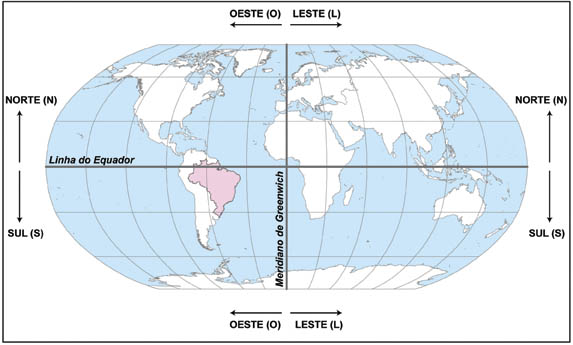 OESTE (O) LESTE (L)
NORTE (N) NORTE (N)
Linha do Equador
Meridiano de Greenwich
SUL (S) SUL (S)
OESTE (O) LESTE (L)